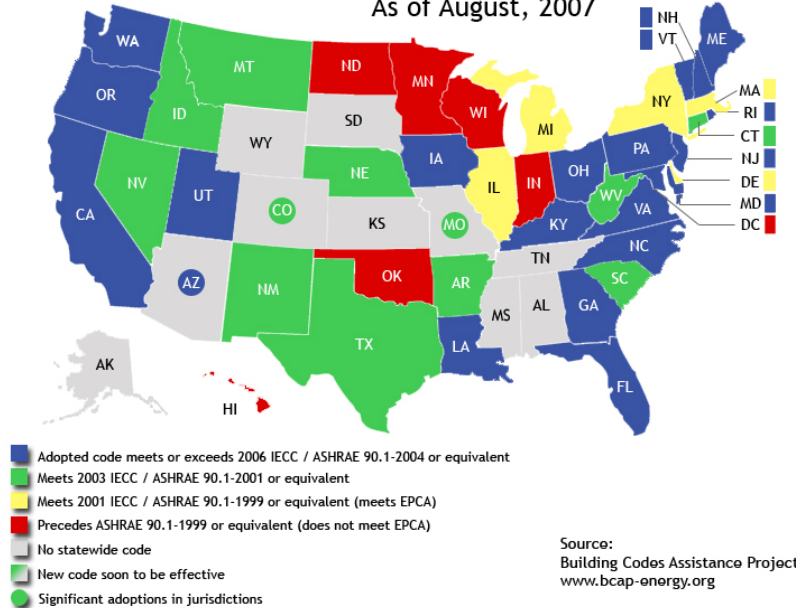 As of August, 2007
WA
OR
CA
NV
ID
MT
WY
UT
CO
AZ
NM
ND
SD
NE
KS
OK
TX
MN
IA
MO
AR
LA
WI
IL
MI
IN
OH
KY
TN
MS
AL
GA
FL
SC
NC
VA
WV
PA
NY
ME
NH
VT
MA
RI
CT
NJ
DE
MD
DC
AK
HI
Adopted code meets or exceeds 2006 IECC / ASHRAE 90.1-2004 or equivalent
Meets 2003 IECC / ASHRAE 90.1-2001 or equivalent
Meets 2001 IECC / ASHRAE 90.1-1999 or equivalent (meets EPCA)
Precedes ASHRAE 90.1-1999 or equivalent (does not meet EPCA)
No statewide code
New code soon to be effective
Significant adoptions in jurisdictions
Source:
Building Codes Assistance Project
www.bcap-energy.org